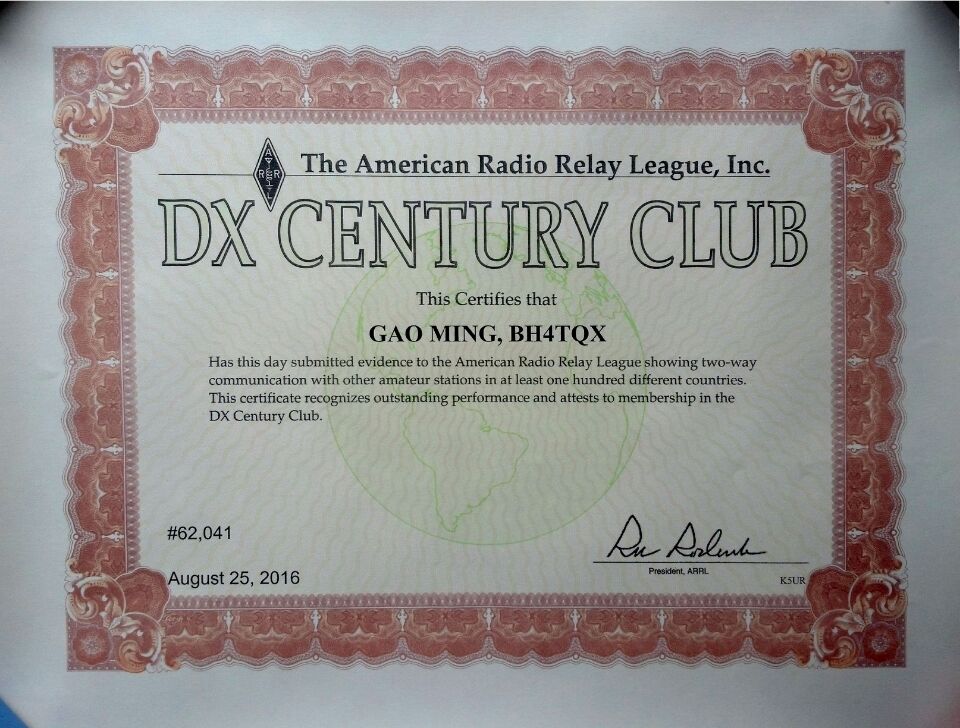 The American Radio Relay League, Inc.
ARRL
DX CENTURY CLUB
This Certifies that
GAO MING, BH4TQX
Has this day submitted evidence to the American Radio Relay League showing two-way
communication with other amateur stations in at least one hundred different countries.
This certificate recognizes outstanding performance and attests to membership in the
DX Century Club.
#62,041
August 25, 2016
President, ARRL
K5UR